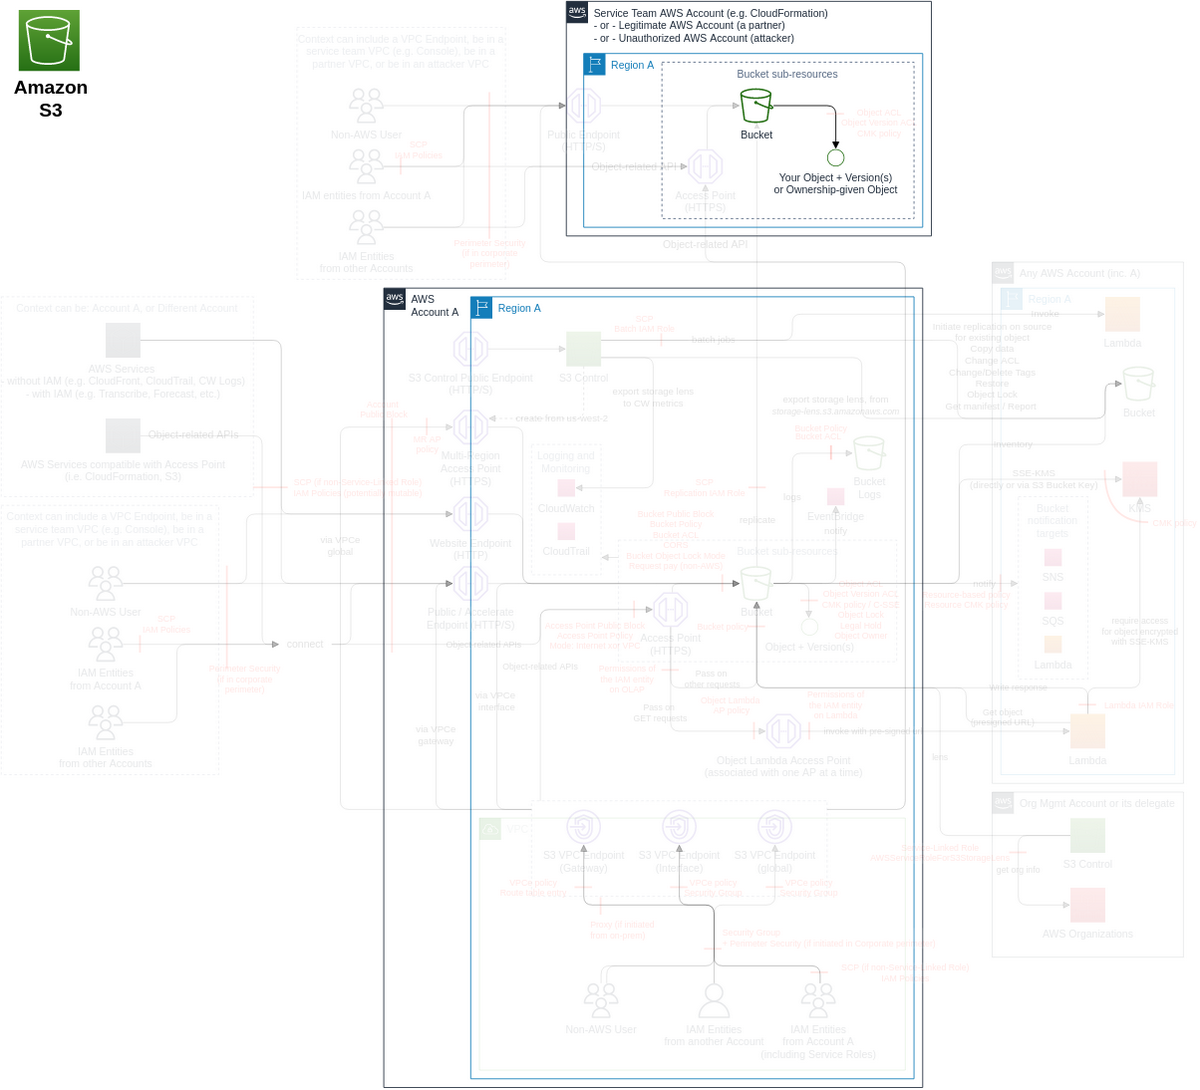 Amazon
S3
Service Team AWS Account (e.g. CloudFormation)
- or - Legitimate AWS Account (a partner)
- or - Unauthorized AWS Account (attacker)
aws
Region A
Bucket sub-resources
Bucket
Object ACL
CMK policy
Your Object + Version(s)
or Ownership-given Object
Context can include a VPC Endpoint, be in a
service team VPC (e.g. Console), be in a
partner VPC, or be in an attacker VPC
Non-AWS User
SCP
IAM Policies
IAM entities from Account A
IAM Entities
from other Accounts
Perimeter Security
(if in corporate
perimeter)
Public Endpoint
(HTTP/S)
Object-related API
Access Point
(HTTPS)
Object-related API
aws
AWS
Account A
Region A
Context can be: Account A, or Different Account
AWS Services
- without IAM (e.g. CloudFront, CloudTrail, CW Logs)
- with IAM (e.g. Transcribe, Forecast, etc.)
Object-related APIs
AWS Services compatible with Access Point
(i.e. CloudFormation, S3)
SCP (if non-Service-Linked Role)
Context can include a VPC Endpoint, be in a
service team VPC (e.g. Console), be in a
partner VPC, or be in an attacker VPC
Non-AWS User
SCP
IAM Policies
IAM Entities
from Account A
IAM Entities
from other Accounts
Perimeter Security
(if in corporate
perimeter)
connect
via VPCe
global
Account
Public Block
MR AP
policy
S3 Control Public Endpoint
(HTTP/S)
S3 Control
SCP
Batch IAM Role
batch jobs
export storage lens
to CW metrics
create from us-west-2
Multi-Region
Access Point
(HTTPS)
Website Endpoint
(HTTP)
Public / Accelerate
Endpoint (HTTP/S)
Logging and
Monitoring
CloudWatch
CloudTrail
export storage lens, from
storage-lens.s3.amazonaws.com
Bucket Policy
Bucket ACL
Bucket
Logs
logs
EventBridge
notify
SCP
Replication IAM Role
replicate
Bucket Public Block
Bucket Policy
Bucket ACL
CORS
Bucket Object Lock Mode
Request pay (non-AWS)
Bucket sub-resources
Bucket
Object ACL
Object Version ACL
CMK policy / C-SSE
Object Lock
Legal Hold
Object Owner
Object + Version(s)
Bucket policy
Access Point Public Block
Access Point Policy
Mode: Internet or VPC
Access Point
(HTTPS)
Object-related APIs
Object-related APIs
Permissions of
the IAM entity
on OLAP
Pass on
other requests
Pass on
GET requests
Object Lambda
AP policy
Permissions of
the IAM entity
on Lambda
invoke with pre-signed url
Object Lambda Access Point
(associated with one AP at a time)
via VPCe
interface
via VPCe
gateway
VPC
S3 VPC Endpoint
(Gateway)
S3 VPC Endpoint
(Interface)
S3 VPC Endpoint
(global)
VPCe policy
Route table entry
VPCe policy
Security Group
VPCe policy
Security Group
Proxy (if initiated
from on-prem)
Security Group
+ Perimeter Security (if initiated in Corporate perimeter)
SCP (if non-Service-Linked Role)
IAM Policies
Non-AWS User
IAM Entities
from another Account
IAM Entities
from Account A
(including Service Roles)
aws
Any AWS Account (inc. A)
Region A
invoke
Lambda
Initiate replication on source
for existing object
Copy data
Change ACL
Change/Delete Tags
Restore
Object Lock
Get manifest / Report
Bucket
inventory
SSE-KMS
(directly or via S3 Bucket Key)
KMS
CMK policy
Bucket
notification
targets
SNS
SQS
Lambda
notify
Resource-based policy
Resource CMK policy
require access
for object encrypted
with SSE-KMS
Write response
Lambda IAM Role
Get object
(presigned URL)
Lambda
lens
aws
Org Mgmt Account or its delegate
S3 Control
Service-Linked Role
get org info
AWS Organizations